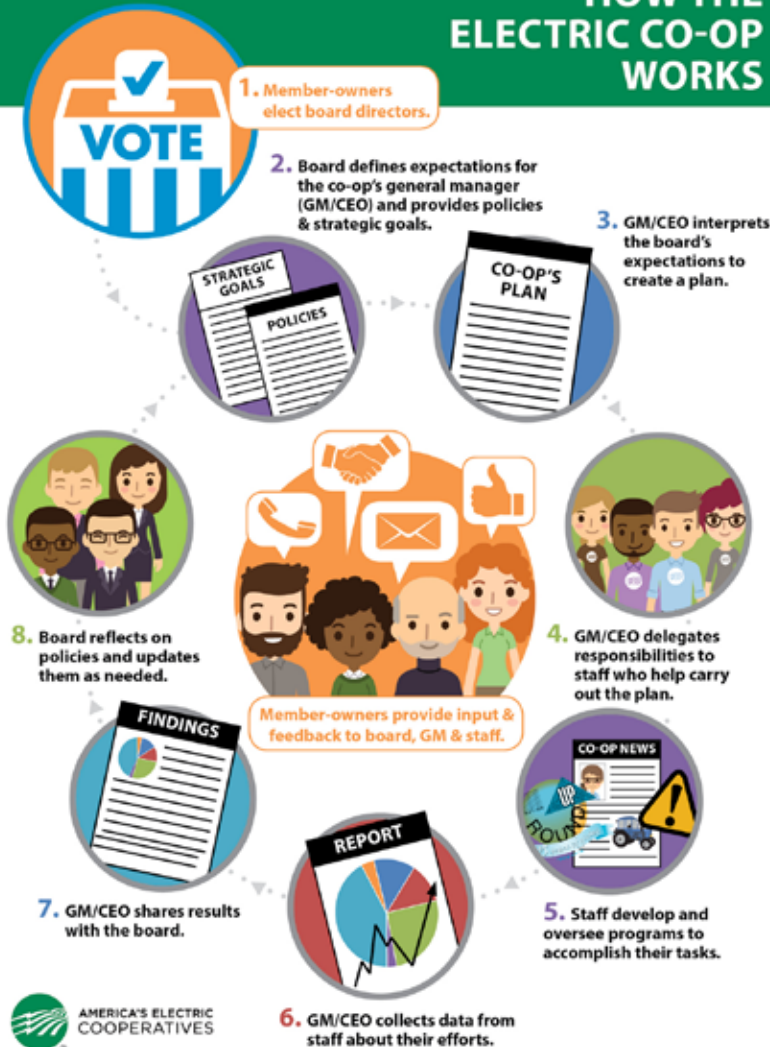 HOW THE
ELECTRIC CO-OP
WORKS
VOTE
1. Member-owners
elect board directors.
2. Board defines expectations for
the co-op's general manager
(GM/CEO) and provides policies
& strategic goals.
3. GM/CEO interprets
the board's
expectations to
create a plan.
STRATEGIC
GOALS
POLICIES
CO-OP'S
PLAN
8. Board reflects on
policies and updates
them as needed.
4. GM/CEO delegates
responsibilities to
staff who help carry
out the plan.
Member-owners provide input &
feedback to board, GM & staff.
FINDINGS
CO-OP NEWS
ROUND
UP
REPORT
7. GM/CEO shares results
with the board.
5. Staff develop and
oversee programs to
accomplish their tasks.
6. GM/CEO collects data from
staff about their efforts.
AMERICA'S ELECTRIC
COOPERATIVES